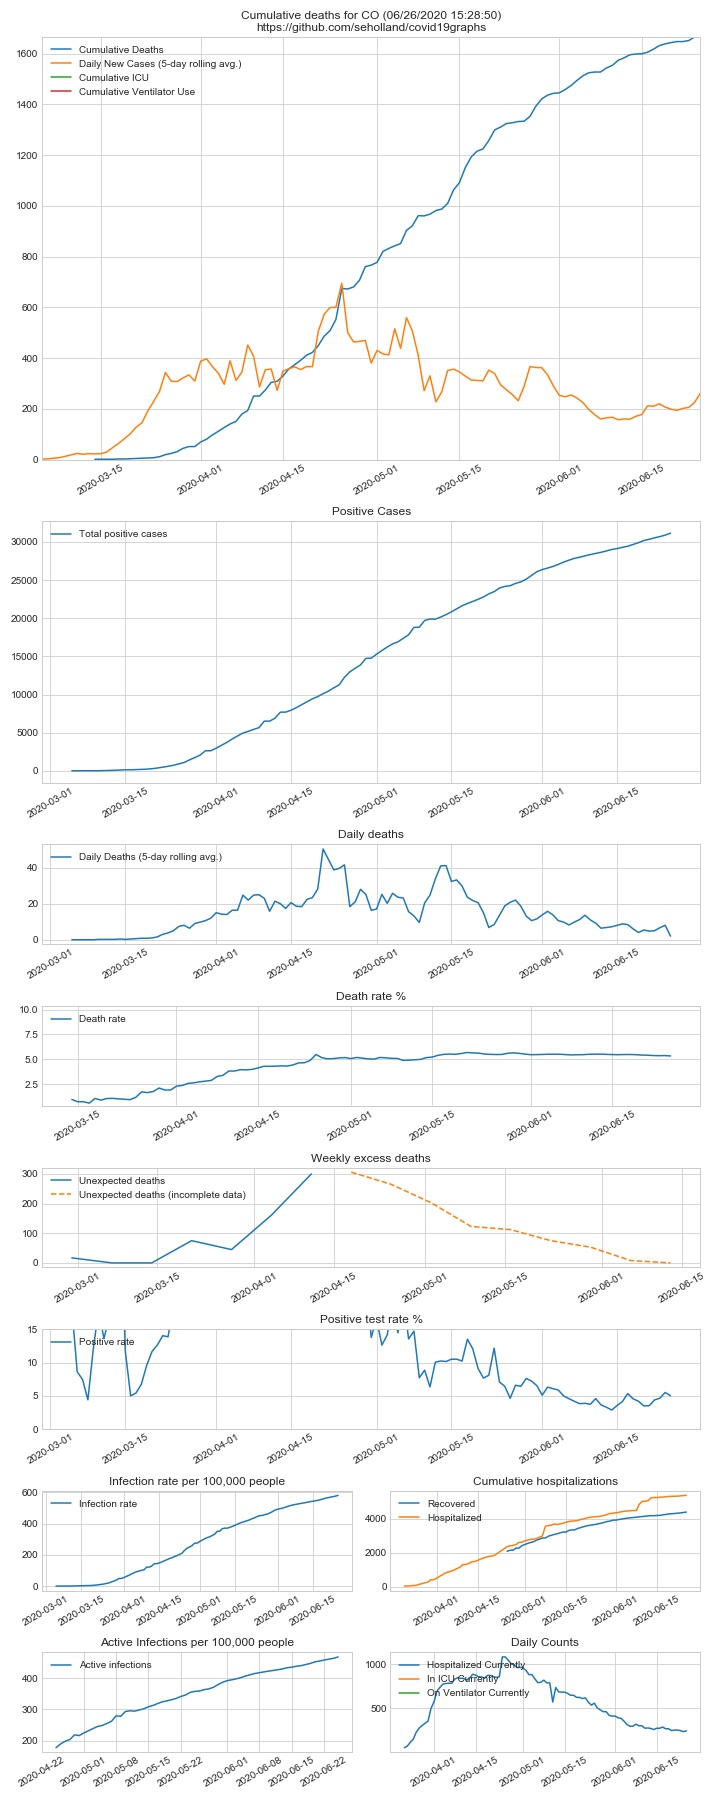 Cumulative deaths for CO (06/26/2020 15:28:50)
https://github.com/seholland/covid19graphs
Cumulative Deaths
Daily New Cases (5-day rolling avg.)
Cumulative ICU
Cumulative Ventilator Use
1600
1400
1200
1000
800
600
400
200
0
2020-03-15 2020-04-01 2020-04-15 2020-05-01 2020-05-15 2020-06-01 2020-06-15
Positive Cases
Total positive cases
30000
25000
20000
15000
10000
5000
0
2020-03-01 2020-03-15 2020-04-01 2020-04-15 2020-05-01 2020-05-15 2020-06-01 2020-06-15
Daily deaths
Daily Deaths (5-day rolling avg.)
40
20
0
2020-03-01 2020-03-15 2020-04-01 2020-04-15 2020-05-01 2020-05-15 2020-06-01 2020-06-15
Death rate %
Death rate
10.0
7.5
5.0
2.5
2020-03-15 2020-04-01 2020-04-15 2020-05-01 2020-05-15 2020-06-01 2020-06-15
Weekly excess deaths
Unexpected deaths
Unexpected deaths (incomplete data)
300
200
100
0
2020-03-01 2020-03-15 2020-04-01 2020-04-15 2020-05-01 2020-05-15 2020-06-01 2020-06-15
Positive test rate %
Positive rate
15
10
5
0
2020-03-01 2020-03-15 2020-04-01 2020-04-15 2020-05-01 2020-05-15 2020-06-01 2020-06-15
Infection rate per 100,000 people
Infection rate
600
400
200
0
2020-03-01 2020-03-15 2020-04-01 2020-04-15 2020-05-01 2020-05-15 2020-06-01 2020-06-15
Cumulative hospitalizations
Recovered
Hospitalized
4000
2000
0
2020-04-01 2020-04-15 2020-05-01 2020-05-15 2020-06-01 2020-06-15
Active Infections per 100,000 people
Active infections
400
300
200
2020-04-22 2020-05-01 2020-05-08 2020-05-15 2020-05-22 2020-06-01 2020-06-08 2020-06-15 2020-06-22
Daily Counts
Hospitalized Currently
In ICU Currently
On Ventilator Currently
1000
500
2020-04-01 2020-04-15 2020-05-01 2020-05-15 2020-06-01 2020-06-15